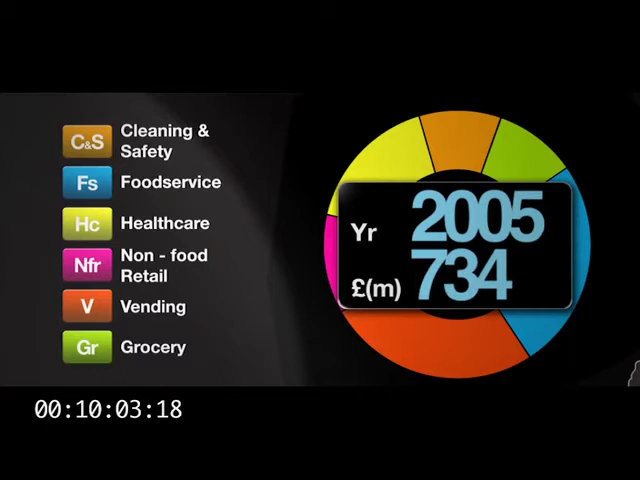 C&S Cleaning &
Safety
Fs Foodservice
Hc Healthcare
Nfr Non - food
Retail
V Vending
Gr Grocery
Yr 2005
£(m) 734
00:10:03:18